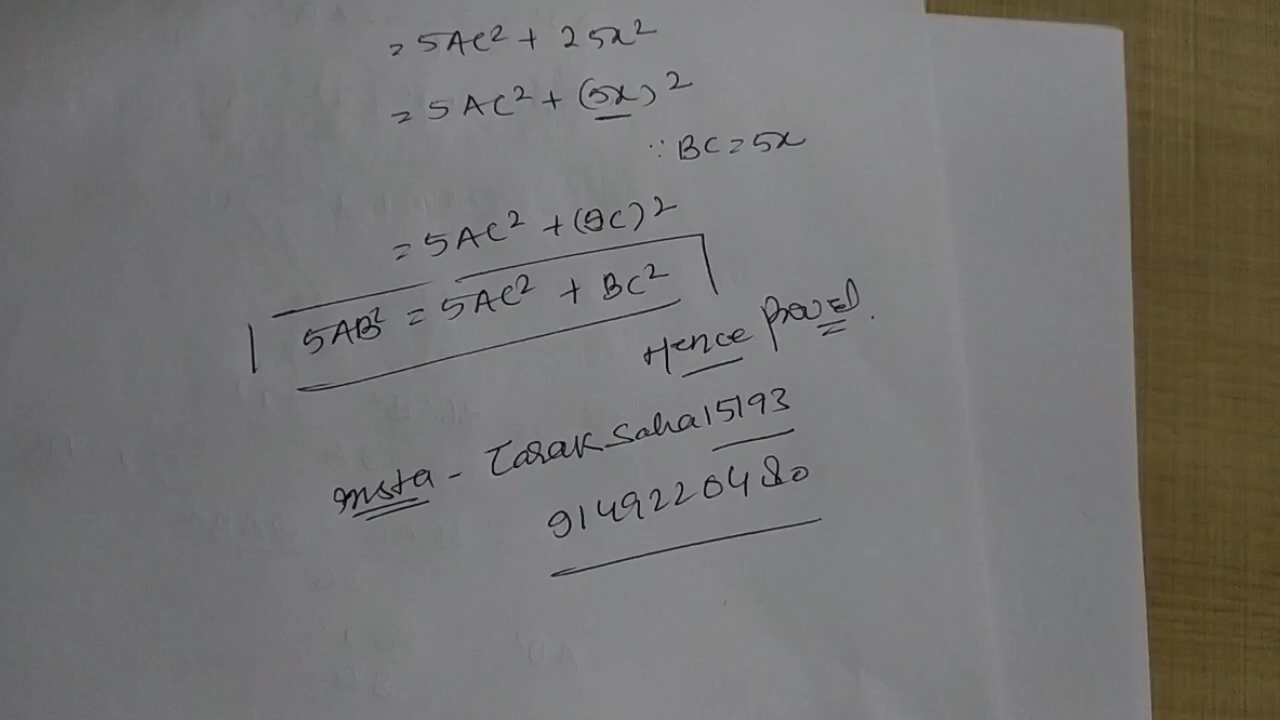 = 5AC² + 25x²
= 5AC² + (5x)²
∵ BC = 5x
= 5AC² + (BC)²
5AB² = 5AC² + BC²
Hence Proved.
Insta - Taraksaha15193
9149220480